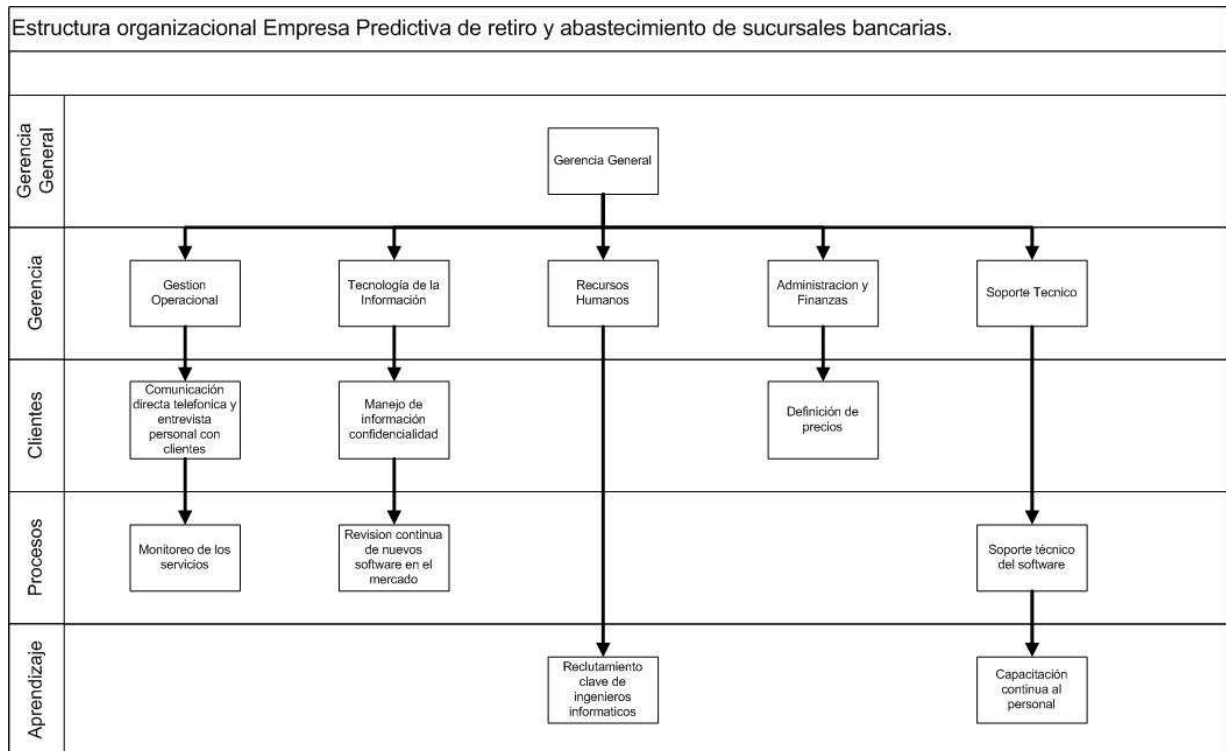 Estructura organizacional Empresa Predictiva de retiro y abastecimiento de sucursales bancarias.
Gerencia
General
Gerencia General
Gerencia
Gestion
Operacional
Tecnología de la
Información
Recursos
Humanos
Administracion y
Finanzas
Soporte Tecnico
Clientes
Comunicación
directa telefonica y
entrevista
personal con
clientes
Manejo de
información
confidencialidad
Definición de
precios
Procesos
Monitoreo de los
servicios
Revision continua
de nuevos
software en el
mercado
Soporte técnico
del software
Aprendizaje
Reclutamiento
clave de
ingenieros
informaticos
Capacitación
continua al
personal